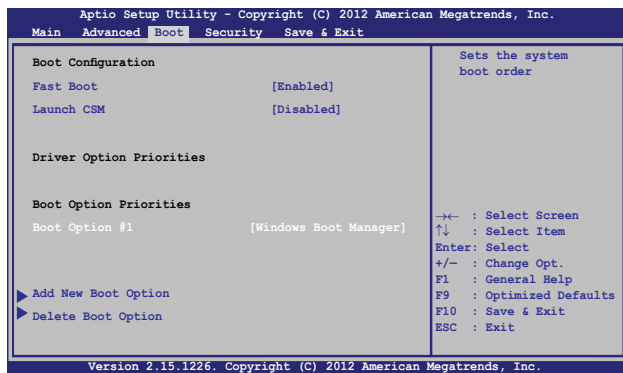 Aptio Setup Utility - Copyright (C) 2012 American Megatrends, Inc.
Main Advanced Boot Security Save & Exit
Boot Configuration
Fast Boot [Enabled]
Launch CSM [Disabled]
Driver Option Priorities
Boot Option Priorities
Boot Option #1 [Windows Boot Manager]
Add New Boot Option
Delete Boot Option
Sets the system
boot order
→← : Select Screen
↑↓ : Select Item
Enter: Select
+/— : Change Opt.
F1 : General Help
F9 : Optimized Defaults
F10 : Save & Exit
ESC : Exit
Version 2.15.1226. Copyright (C) 2012 American Megatrends, Inc.